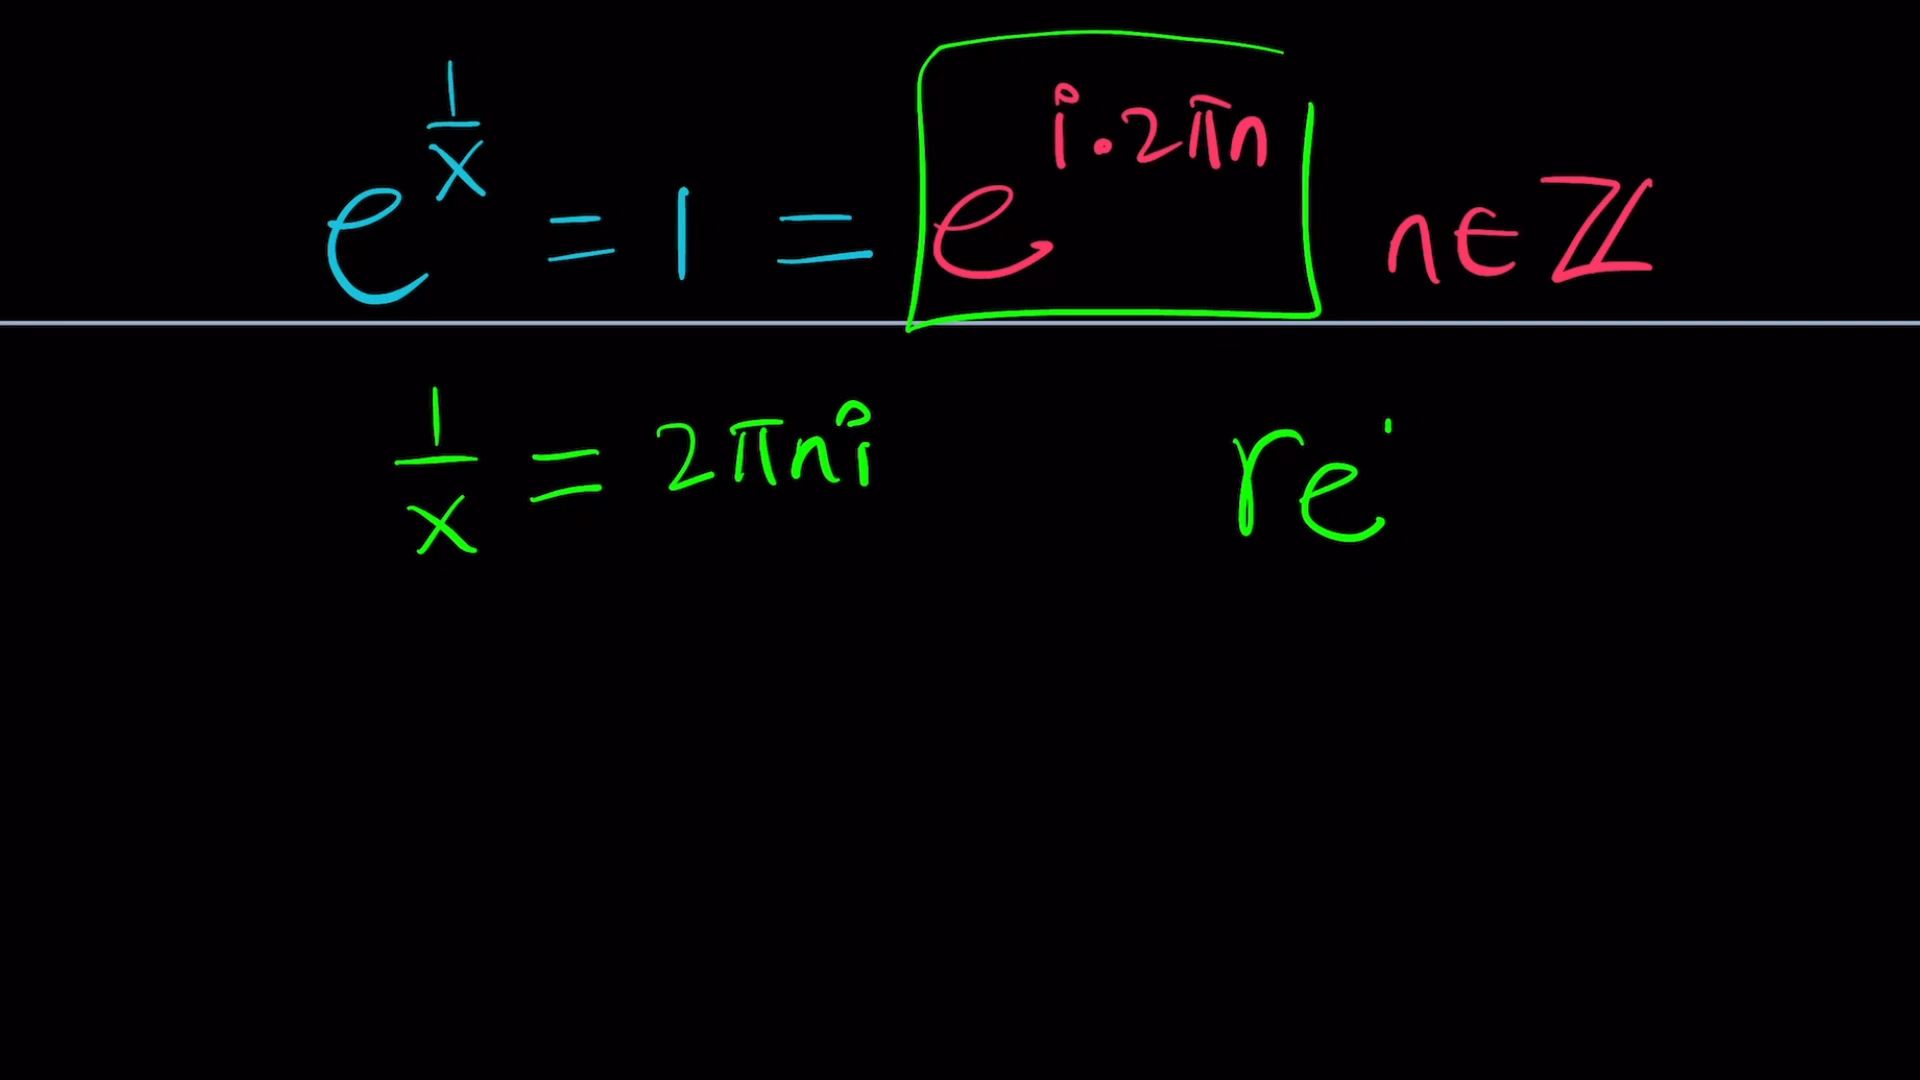 e^{1/x} = 1 = e^{i·2πn} n∈ℤ
1/x = 2πni re